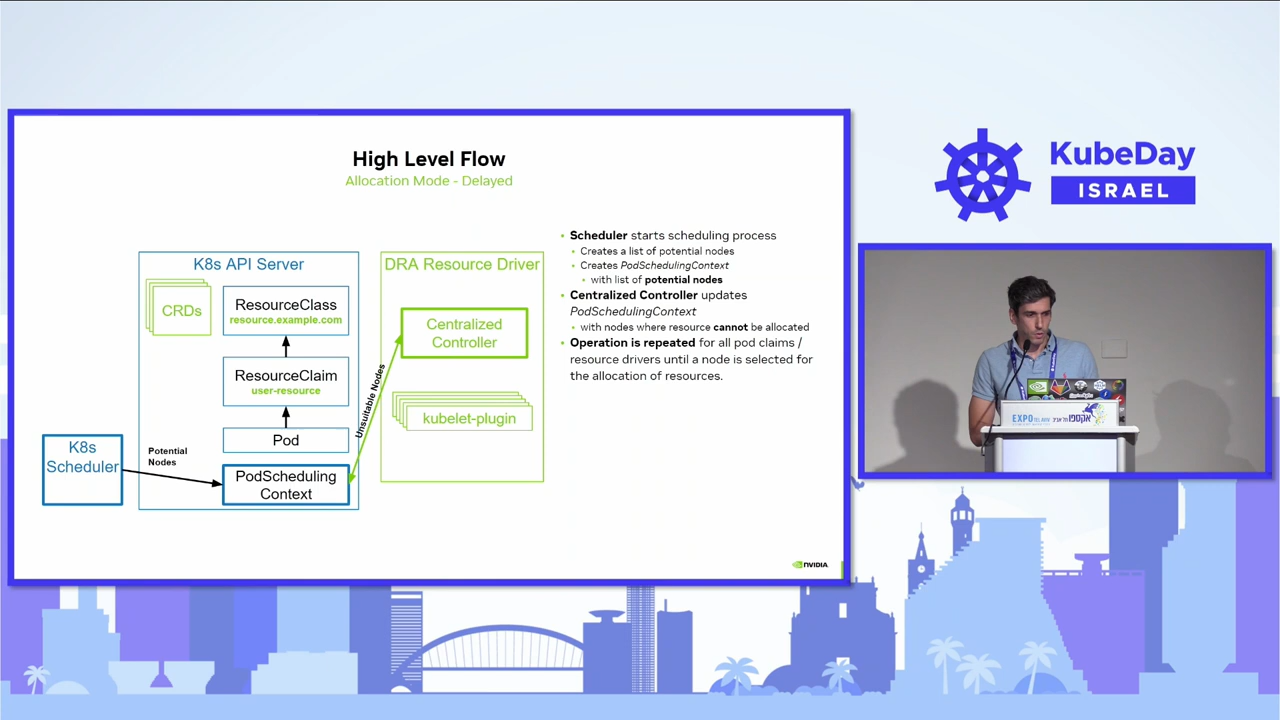 High Level Flow
Allocation Mode - Delayed
K8s API Server
CRDs
ResourceClass
resource.example.com
ResourceClaim
user-resource
Pod
PodScheduling
Context
K8s
Scheduler
Potential
Nodes
Unsuitable Nodes
DRA Resource Driver
Centralized
Controller
kubelet-plugin
• Scheduler starts scheduling process
• Creates a list of potential nodes
• Creates PodSchedulingContext
• with list of potential nodes
• Centralized Controller updates
PodSchedulingContext
• with nodes where resource cannot be allocated
• Operation is repeated for all pod claims /
resource drivers until a node is selected for
the allocation of resources.
NVIDIA
KubeDay
ISRAEL
EXPO תל אביב אקספו